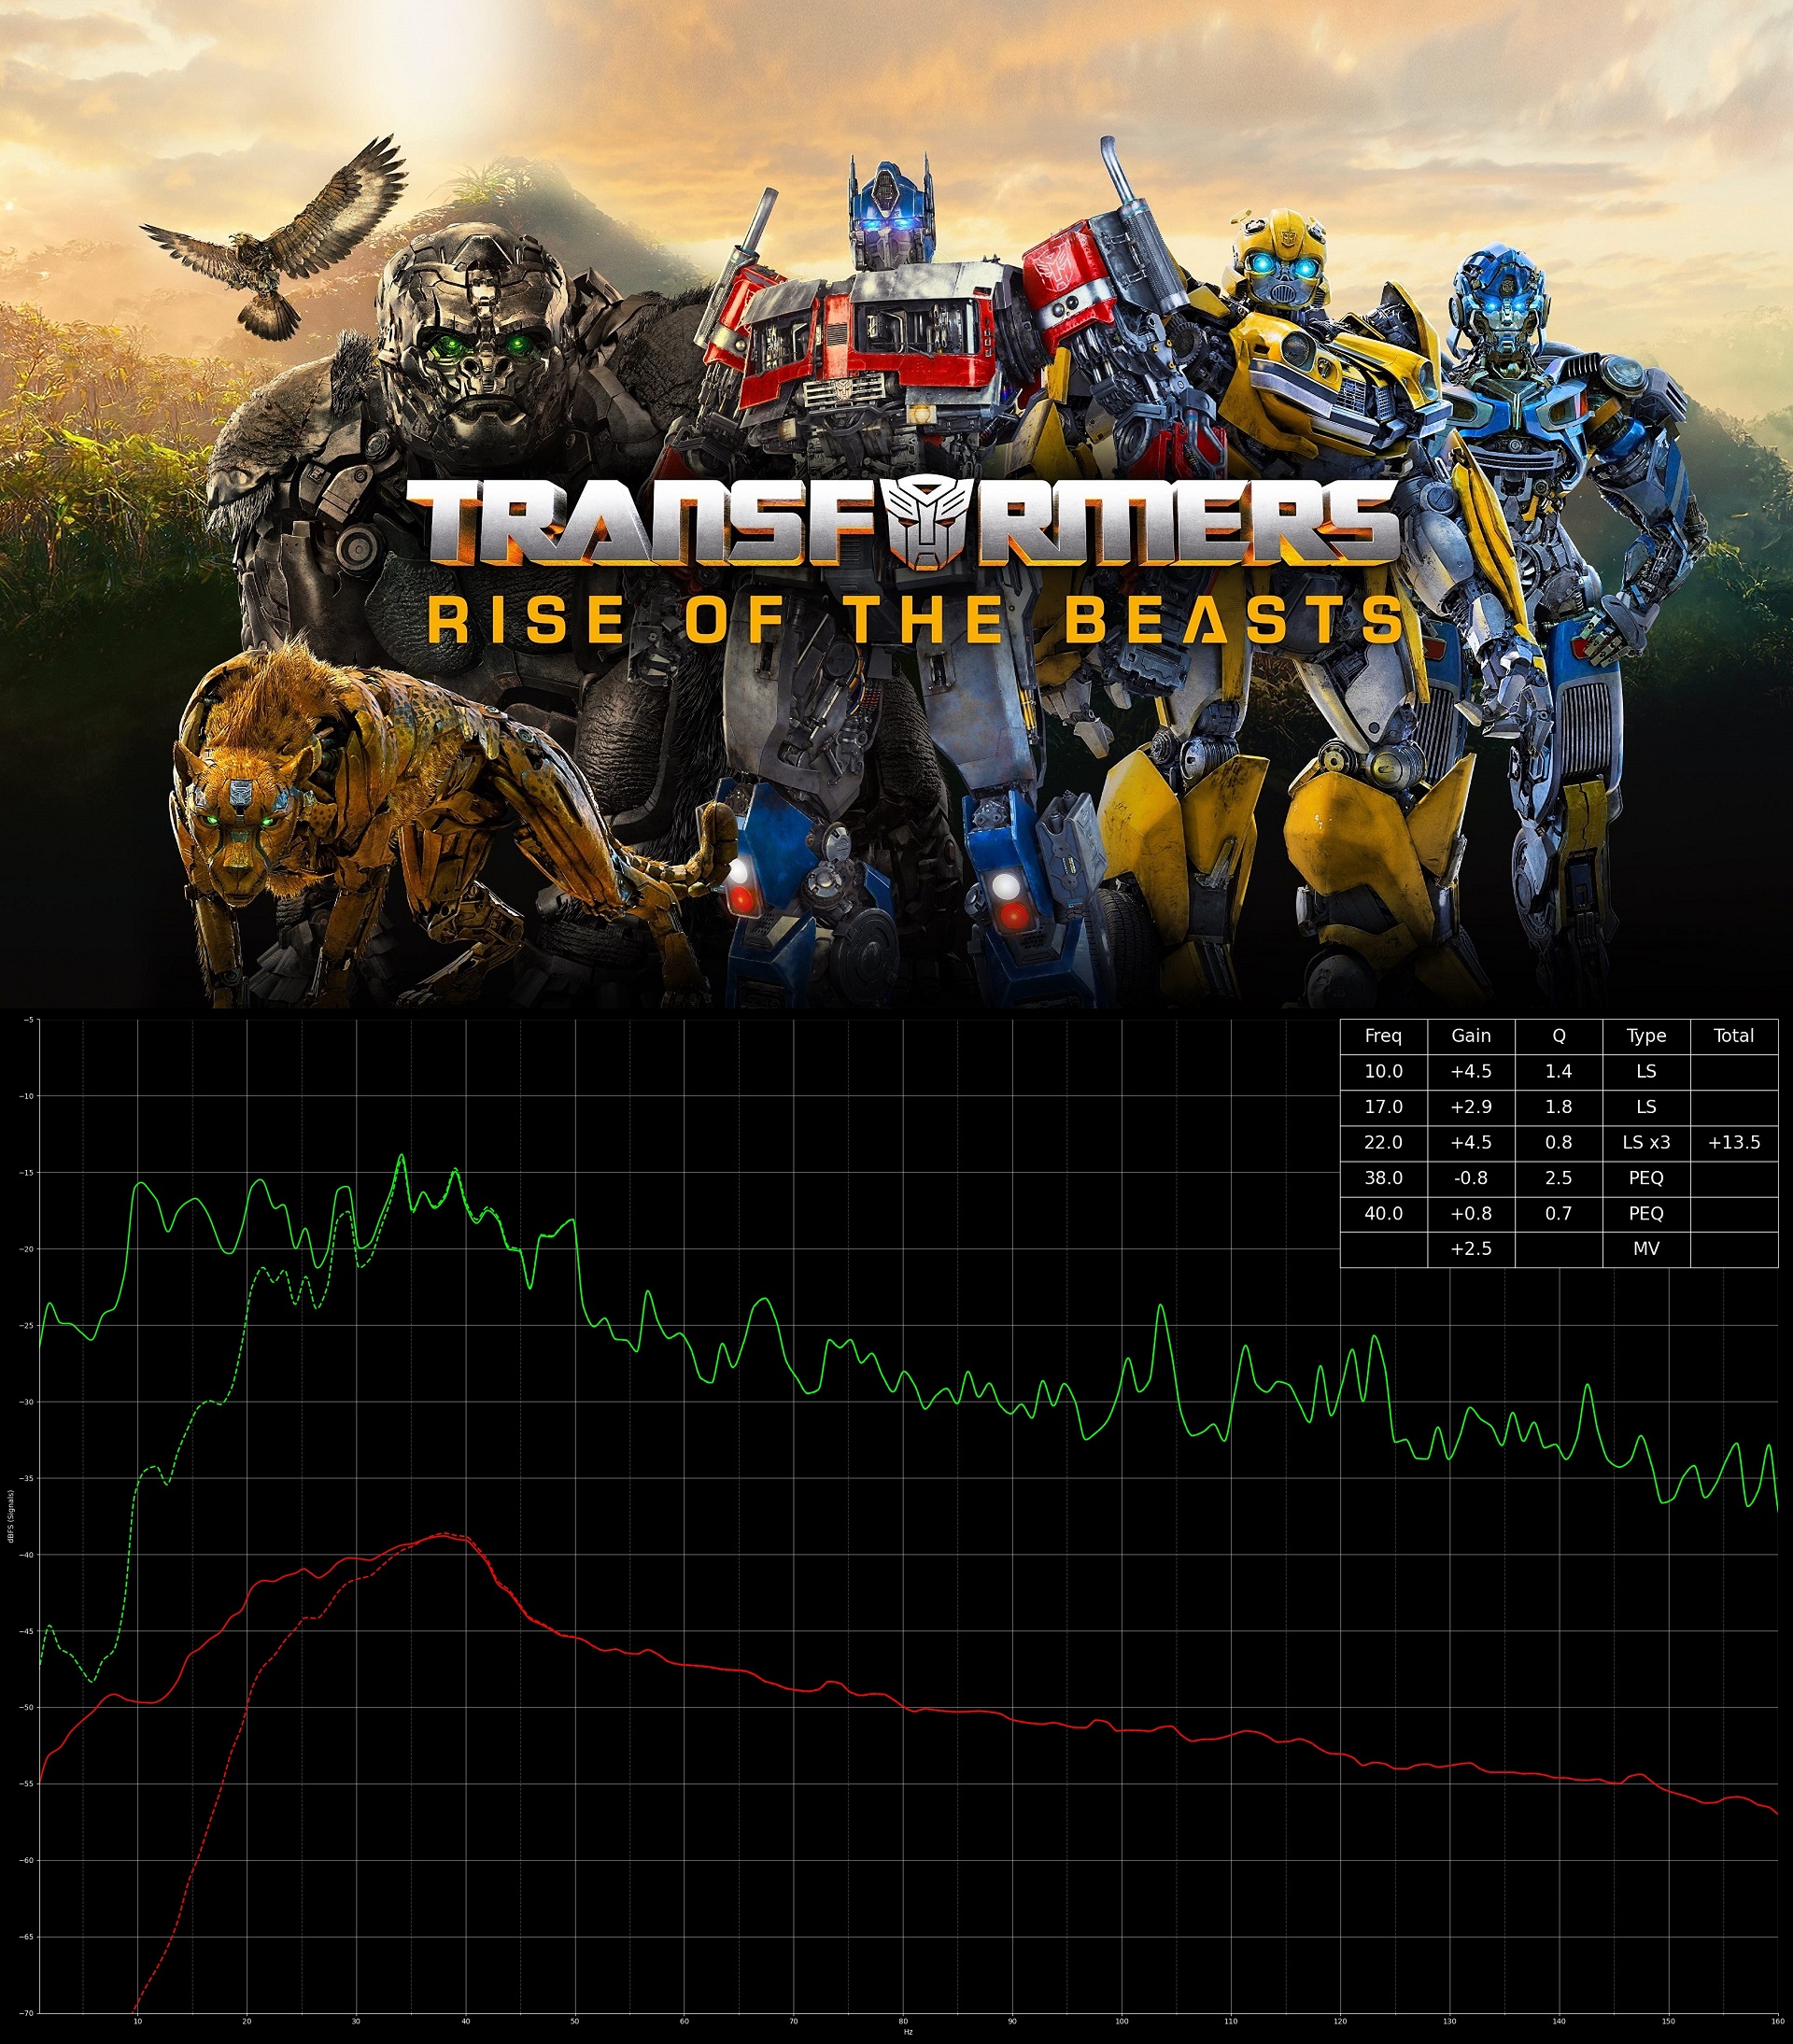 TRANSFORMERS
RISE OF THE BEASTS
Freq Gain Q Type Total
10.0 +4.5 1.4 LS
17.0 +2.9 1.8 LS
22.0 +4.5 0.8 LS x3 +13.5
38.0 -0.8 2.5 PEQ
40.0 +0.8 0.7 PEQ
+2.5 MV
−5
−10
−15
−20
−25
−30
−35
−40
−45
−50
−55
−60
−65
−70
dBFS (Signals)
10 20 30 40 50 60 70 80 90 100 110 120 130 140 150 160
Hz